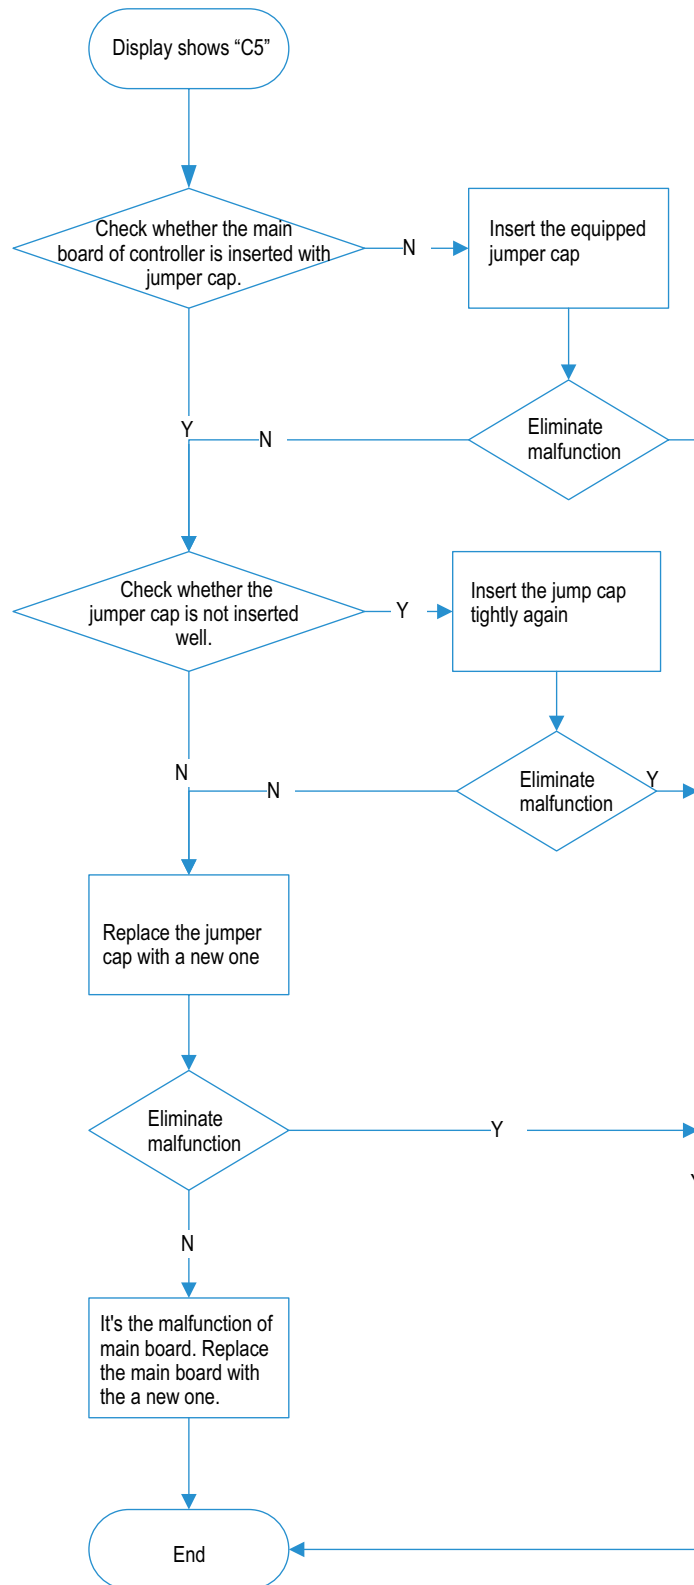 Display shows “C5”
Check whether the main
board of controller is inserted with
jumper cap.
N
Insert the equipped
jumper cap
Y
N
Eliminate
malfunction
Check whether the
jumper cap is not inserted
well.
Y
Insert the jump cap
tightly again
N
N
Eliminate
malfunction
Y
Replace the jumper
cap with a new one
Eliminate
malfunction
Y
Y
N
It's the malfunction of
main board. Replace
the main board with
the a new one.
End